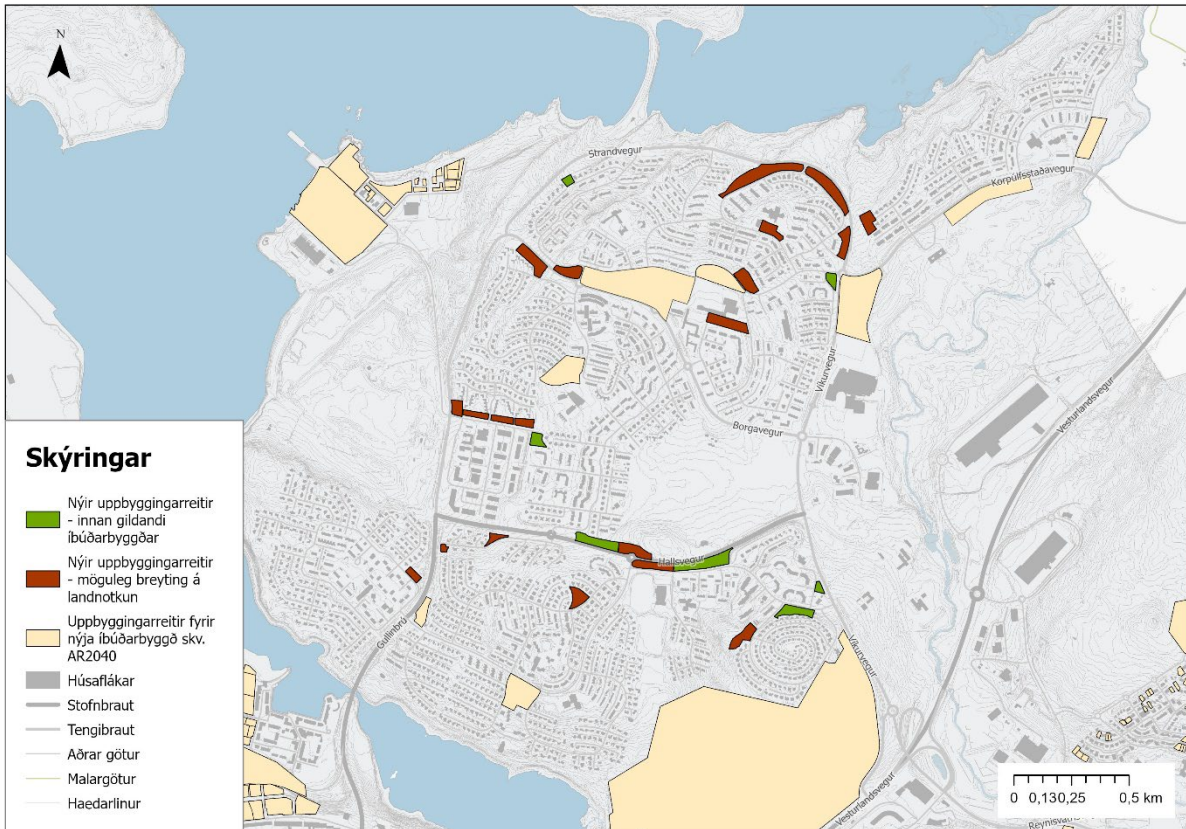 N
Strandvegur
Korpúlfsstaðavegur
Víkurvegur
Vesturlandsvegur
Borgavegur
Hallsvegur
Gullinbrú
Víkurvegur
Vesturlandsvegur
Skýringar
Nýir uppbyggingarreitir
- innan gildandi
íbúðarbyggðar
Nýir uppbyggingarreitir
- möguleg breyting á
landnotkun
Uppbyggingarreitir fyrir
nýja íbúðarbyggð skv.
AR2040
Húsaflákar
Stofnbraut
Tengibraut
Aðrar götur
Malargötur
Haedarlinur
0 0,130,25 0,5 km